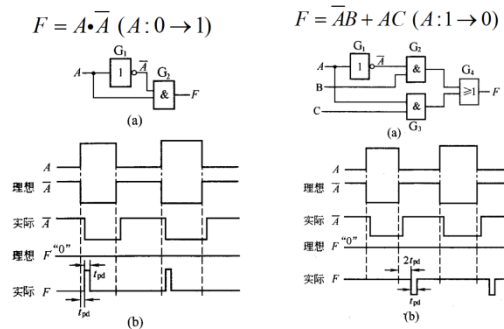 F = A•A̅ (A:0→1)
G₁
A
1
A̅
G₂
&
F
(a)
A
理想 A̅
实际 A̅
理想 F "0"
tpd
实际 F
tpd
(b)
F = A̅B + AC (A:1→0)
G₁
G₂
A
1
A̅
&
G₄
B
≥1
F
C
&
(a)
G₃
A
理想 A̅
实际 A̅
理想 F "0"
2tpd
实际 F
tpd
(b)